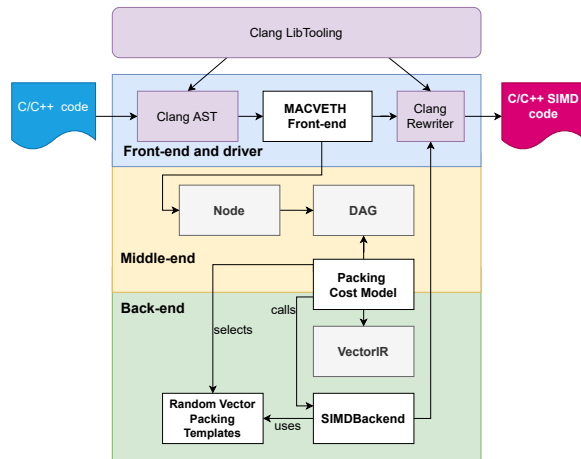 Clang LibTooling
C/C++ code
Clang AST
MACVETH
Front-end
Clang
Rewriter
C/C++ SIMD
code
Front-end and driver
Node
DAG
Middle-end
Packing
Cost Model
Back-end
calls
selects
VectorIR
Random Vector
Packing
Templates
uses
SIMDBackend